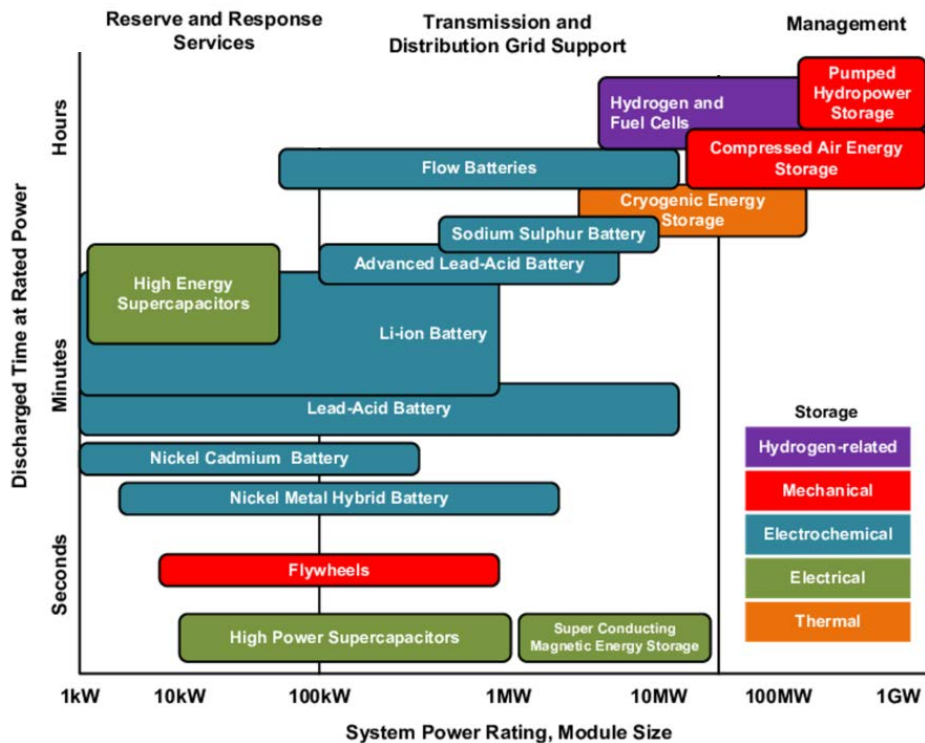 Reserve and Response
Services
Transmission and
Distribution Grid Support
Management
Discharged Time at Rated Power
Hours
Minutes
Seconds
Pumped
Hydropower
Storage
Hydrogen and
Fuel Cells
Compressed Air Energy
Storage
Flow Batteries
Cryogenic Energy
Storage
Sodium Sulphur Battery
Advanced Lead-Acid Battery
High Energy
Supercapacitors
Li-ion Battery
Lead-Acid Battery
Nickel Cadmium Battery
Nickel Metal Hybrid Battery
Flywheels
High Power Supercapacitors
Super Conducting
Magnetic Energy Storage
Storage
Hydrogen-related
Mechanical
Electrochemical
Electrical
Thermal
1kW 10kW 100kW 1MW 10MW 100MW 1GW
System Power Rating, Module Size